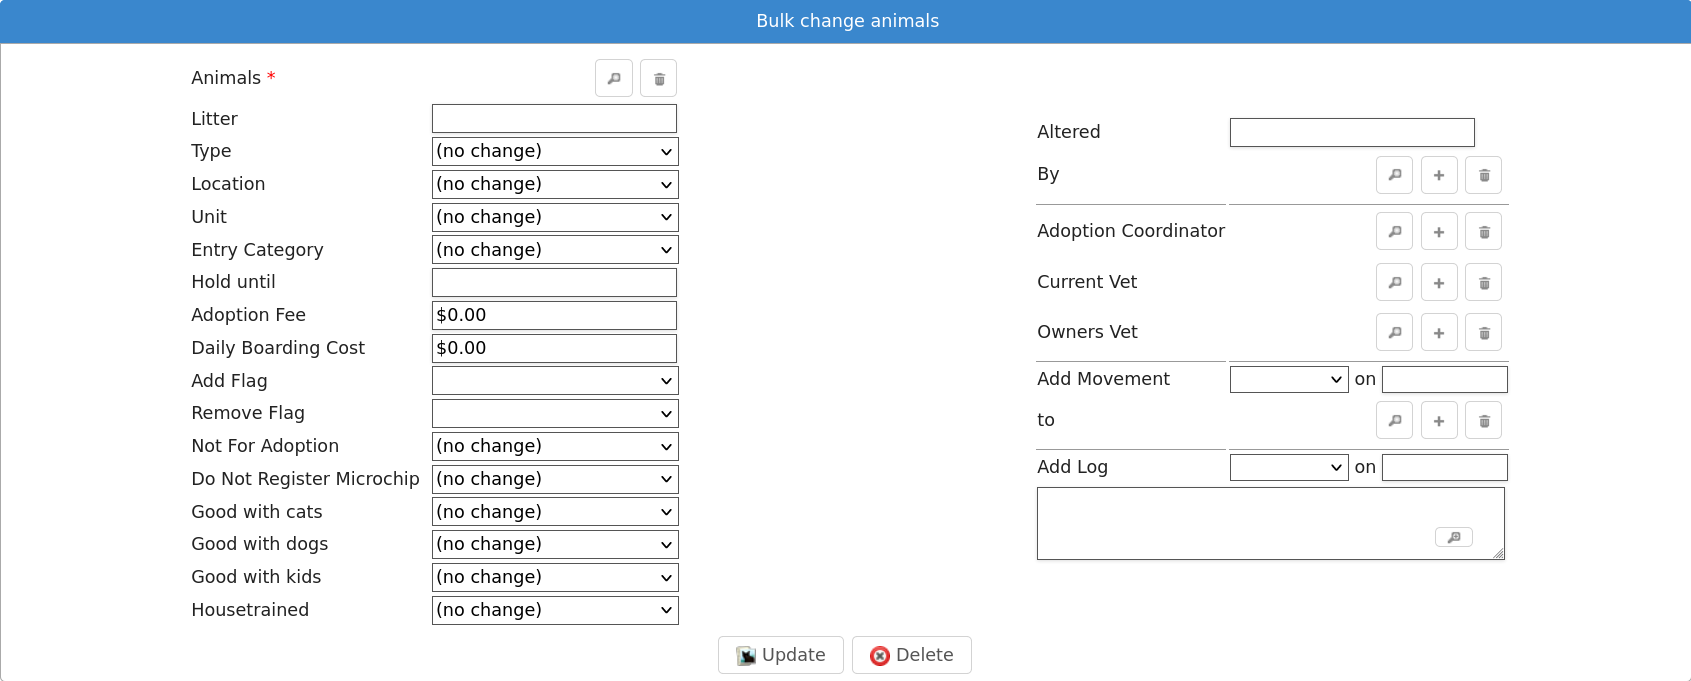 Bulk change animals
Animals *
Litter
Type (no change)
Location (no change)
Unit (no change)
Entry Category (no change)
Hold until
Adoption Fee $0.00
Daily Boarding Cost $0.00
Add Flag
Remove Flag
Not For Adoption (no change)
Do Not Register Microchip (no change)
Good with cats (no change)
Good with dogs (no change)
Good with kids (no change)
Housetrained (no change)
Altered
By
Adoption Coordinator
Current Vet
Owners Vet
Add Movement on
to
Add Log on
Update Delete